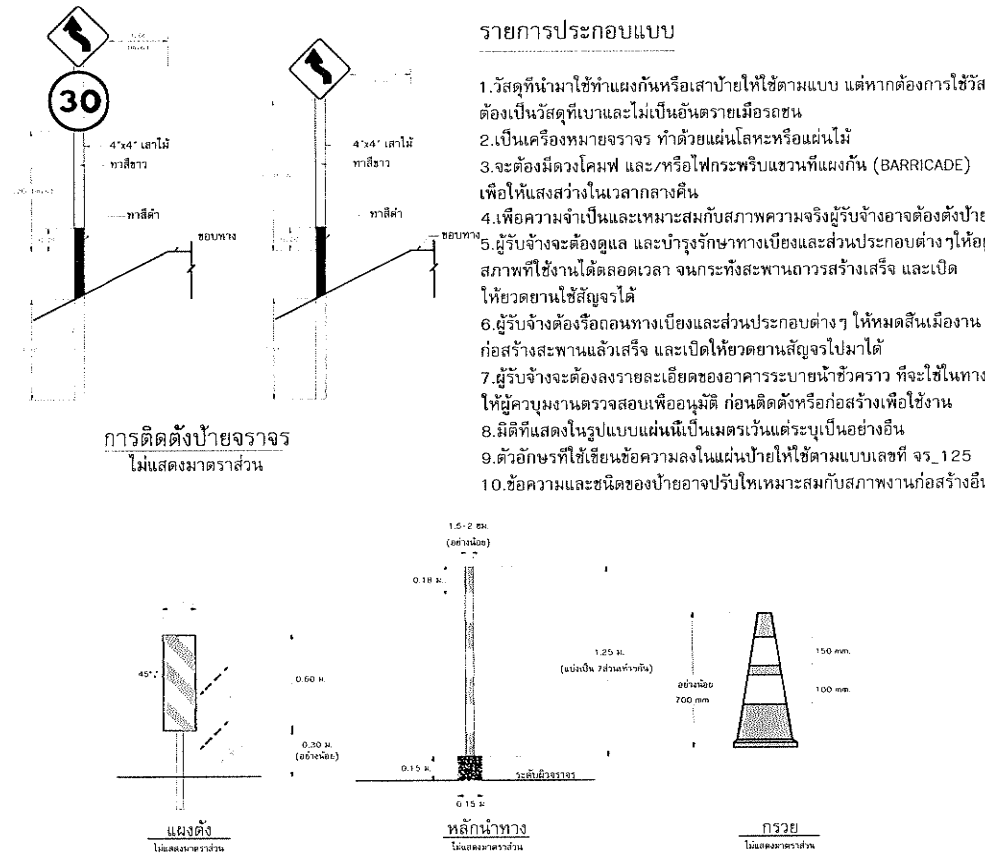 30
4"x4" เสาไม้
ทาสีขาว
ทาสีดำ
ขอบทาง
4"x4" เสาไม้
ทาสีขาว
ทาสีดำ
ขอบทาง
การติดตั้งป้ายจราจร
ไม่แสดงมาตราส่วน
รายการประกอบแบบ
1.วัสดุที่นำมาใช้ทำแผงกั้นหรือเสาป้ายให้ใช้ตามแบบ แต่หากต้องการใช้วัส
ต้องเป็นวัสดุที่เบาและไม่เป็นอันตรายเมื่อรถชน
2.เป็นเครื่องหมายจราจร ทำด้วยแผ่นโลหะหรือแผ่นไม้
3.จะต้องมีดวงโคมไฟ และ/หรือไฟกระพริบแขวนที่แผงกั้น (BARRICADE)
เพื่อให้แสงสว่างในเวลากลางคืน
4.เพื่อความจำเป็นและเหมาะสมกับสภาพความจริงผู้รับจ้างอาจต้องตั้งป้าย
5.ผู้รับจ้างจะต้องดูแล และบำรุงรักษาทางเบี่ยงและส่วนประกอบต่างๆให้อยู
สภาพที่ใช้งานได้ตลอดเวลา จนกระทั่งสะพานถาวรสร้างเสร็จ และเปิด
ให้ยวดยานใช้สัญจรได้
6.ผู้รับจ้างต้องรื้อถอนทางเบี่ยงและส่วนประกอบต่างๆ ให้หมดสิ้นเมื่องาน
ก่อสร้างสะพานแล้วเสร็จ และเปิดให้ยวดยานสัญจรไปมาได้
7.ผู้รับจ้างจะต้องลงรายละเอียดของอาคารระบายน้ำชั่วคราว ที่จะใช้ในทาง
ให้ผู้ควบุมงานตรวจสอบเพื่ออนุมัติ ก่อนติดตั้งหรือก่อสร้างเพื่อใช้งาน
8.มิติที่แสดงในรูปแบบแผ่นนี้เป็นเมตรเว้นแต่ระบุเป็นอย่างอื่น
9.ตัวอักษรที่ใช้เขียนข้อความลงในแผ่นป้ายให้ใช้ตามแบบเลขที่ จร_125
10.ข้อความและชนิดของป้ายอาจปรับให้เหมาะสมกับสภาพงานก่อสร้างอื่น
45°
0.60 ม.
0.30 ม.
(อย่างน้อย)
แผงตั้ง
ไม่แสดงมาตราส่วน
1.5-2 ซม.
(อย่างน้อย)
0.18 ม.
1.25 ม.
(แบ่งเป็น 7ส่วนเท่าๆกัน)
0.15 ม.
ระดับผิวจราจร
0.15 ม
หลักนำทาง
ไม่แสดงมาตราส่วน
อย่างน้อย
700 mm
150 mm.
100 mm.
กรวย
ไม่แสดงมาตราส่วน